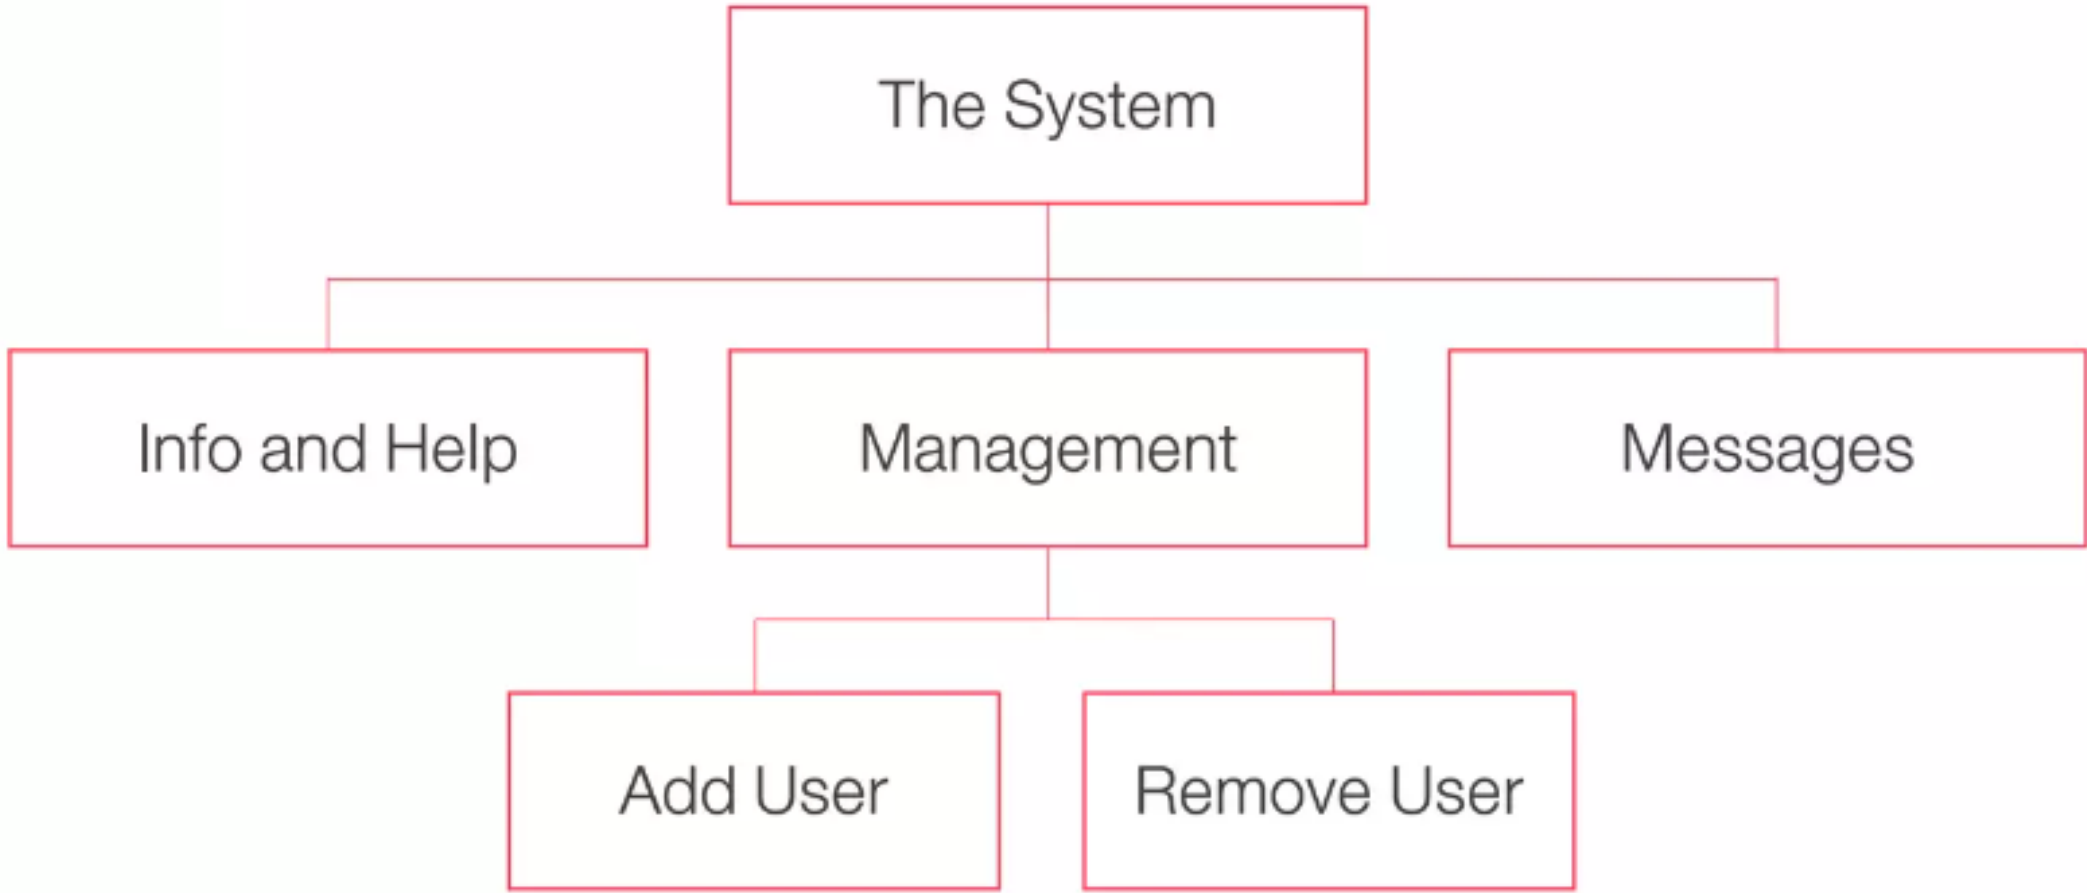 The System
Info and Help
Management
Messages
Add User
Remove User